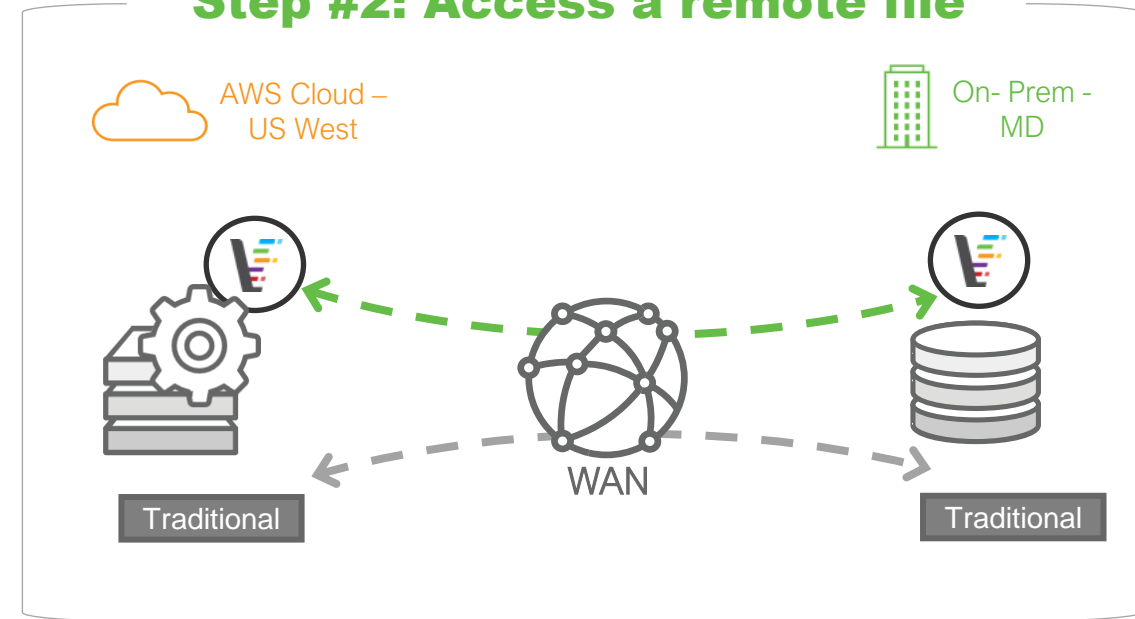 Step #2: Access a remote file
AWS Cloud –
US West
On- Prem -
MD
WAN
Traditional
Traditional